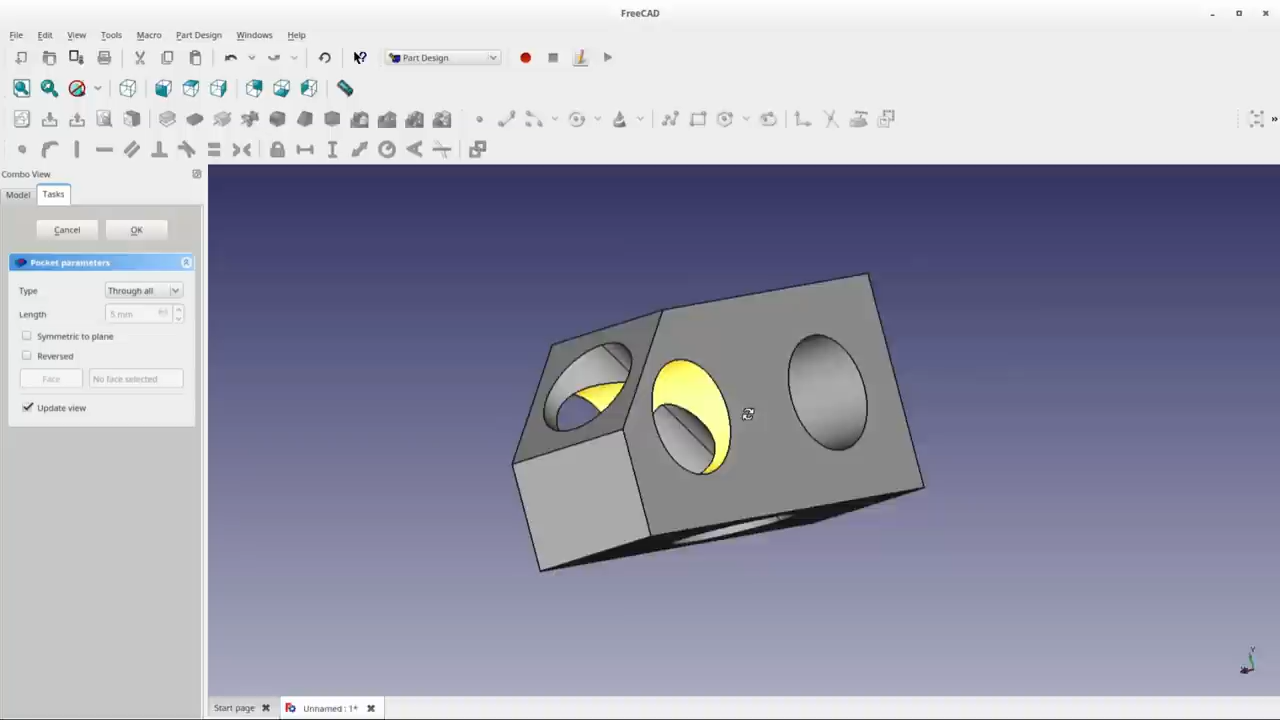 FreeCAD
File Edit View Tools Macro Part Design Windows Help
Part Design
»
Combo View
Model Tasks
Cancel OK
Pocket parameters
Type Through all
Length 5 mm
Symmetric to plane
Reversed
Face No face selected
Update view
Y
Start page Unnamed : 1*